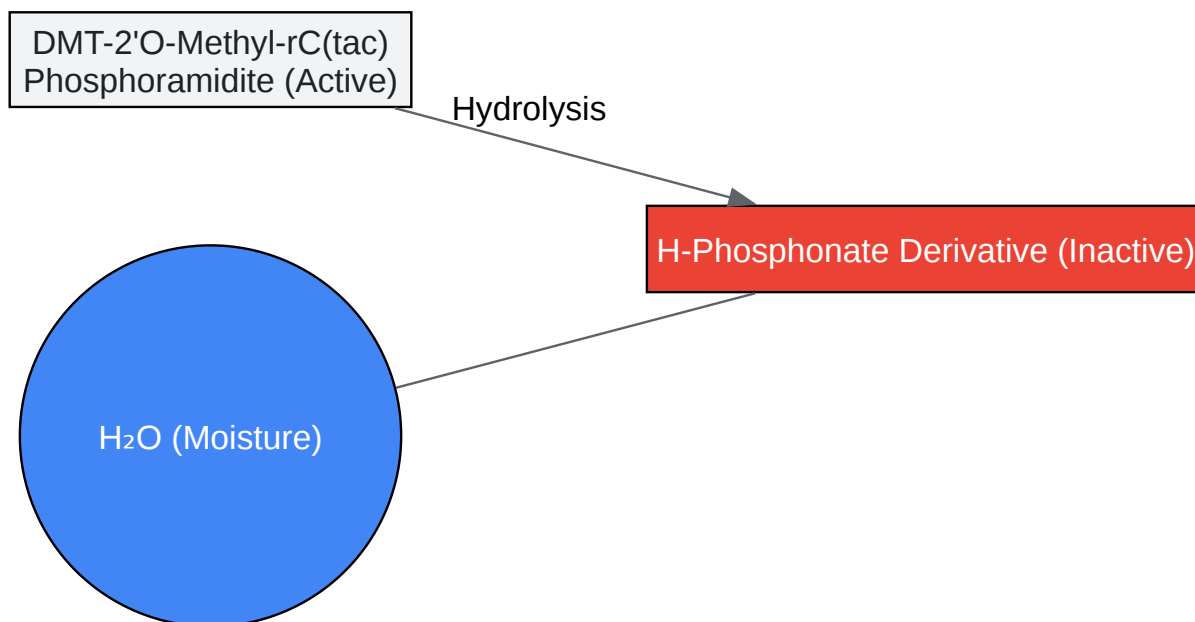 DMT-2'O-Methyl-rC(tac)
Phosphoramidite (Active)
Hydrolysis
H-Phosphonate Derivative (Inactive)
H₂O (Moisture)